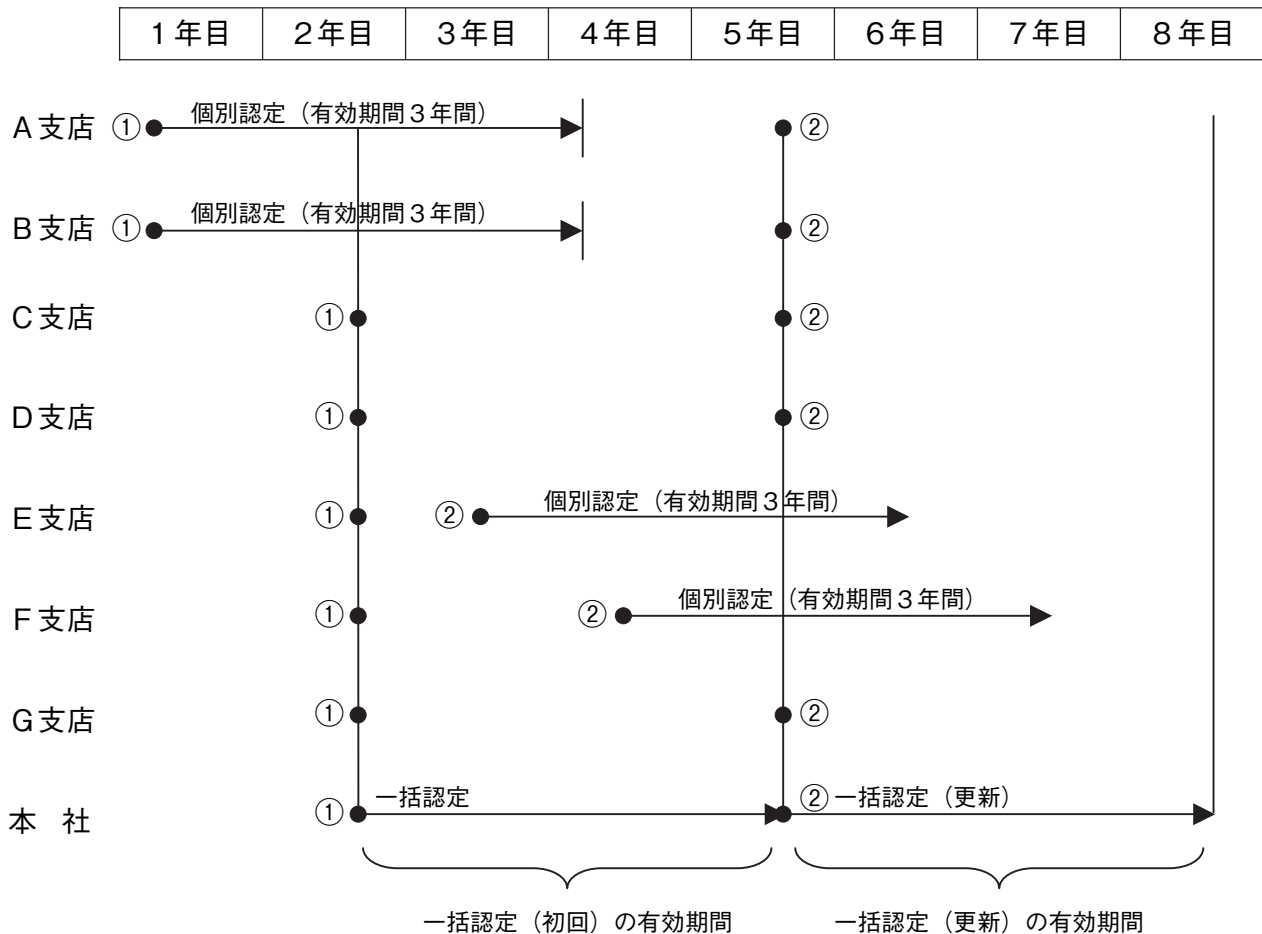 1年目 2年目 3年目 4年目 5年目 6年目 7年目 8年目
A支店 ① 個別認定（有効期間3年間） ②
B支店 ① 個別認定（有効期間3年間） ②
C支店 ① ②
D支店 ① ②
E支店 ① ② 個別認定（有効期間3年間）
F支店 ① ② 個別認定（有効期間3年間）
G支店 ① ②
本 社 ① 一括認定 ② 一括認定（更新）
一括認定（初回）の有効期間 一括認定（更新）の有効期間